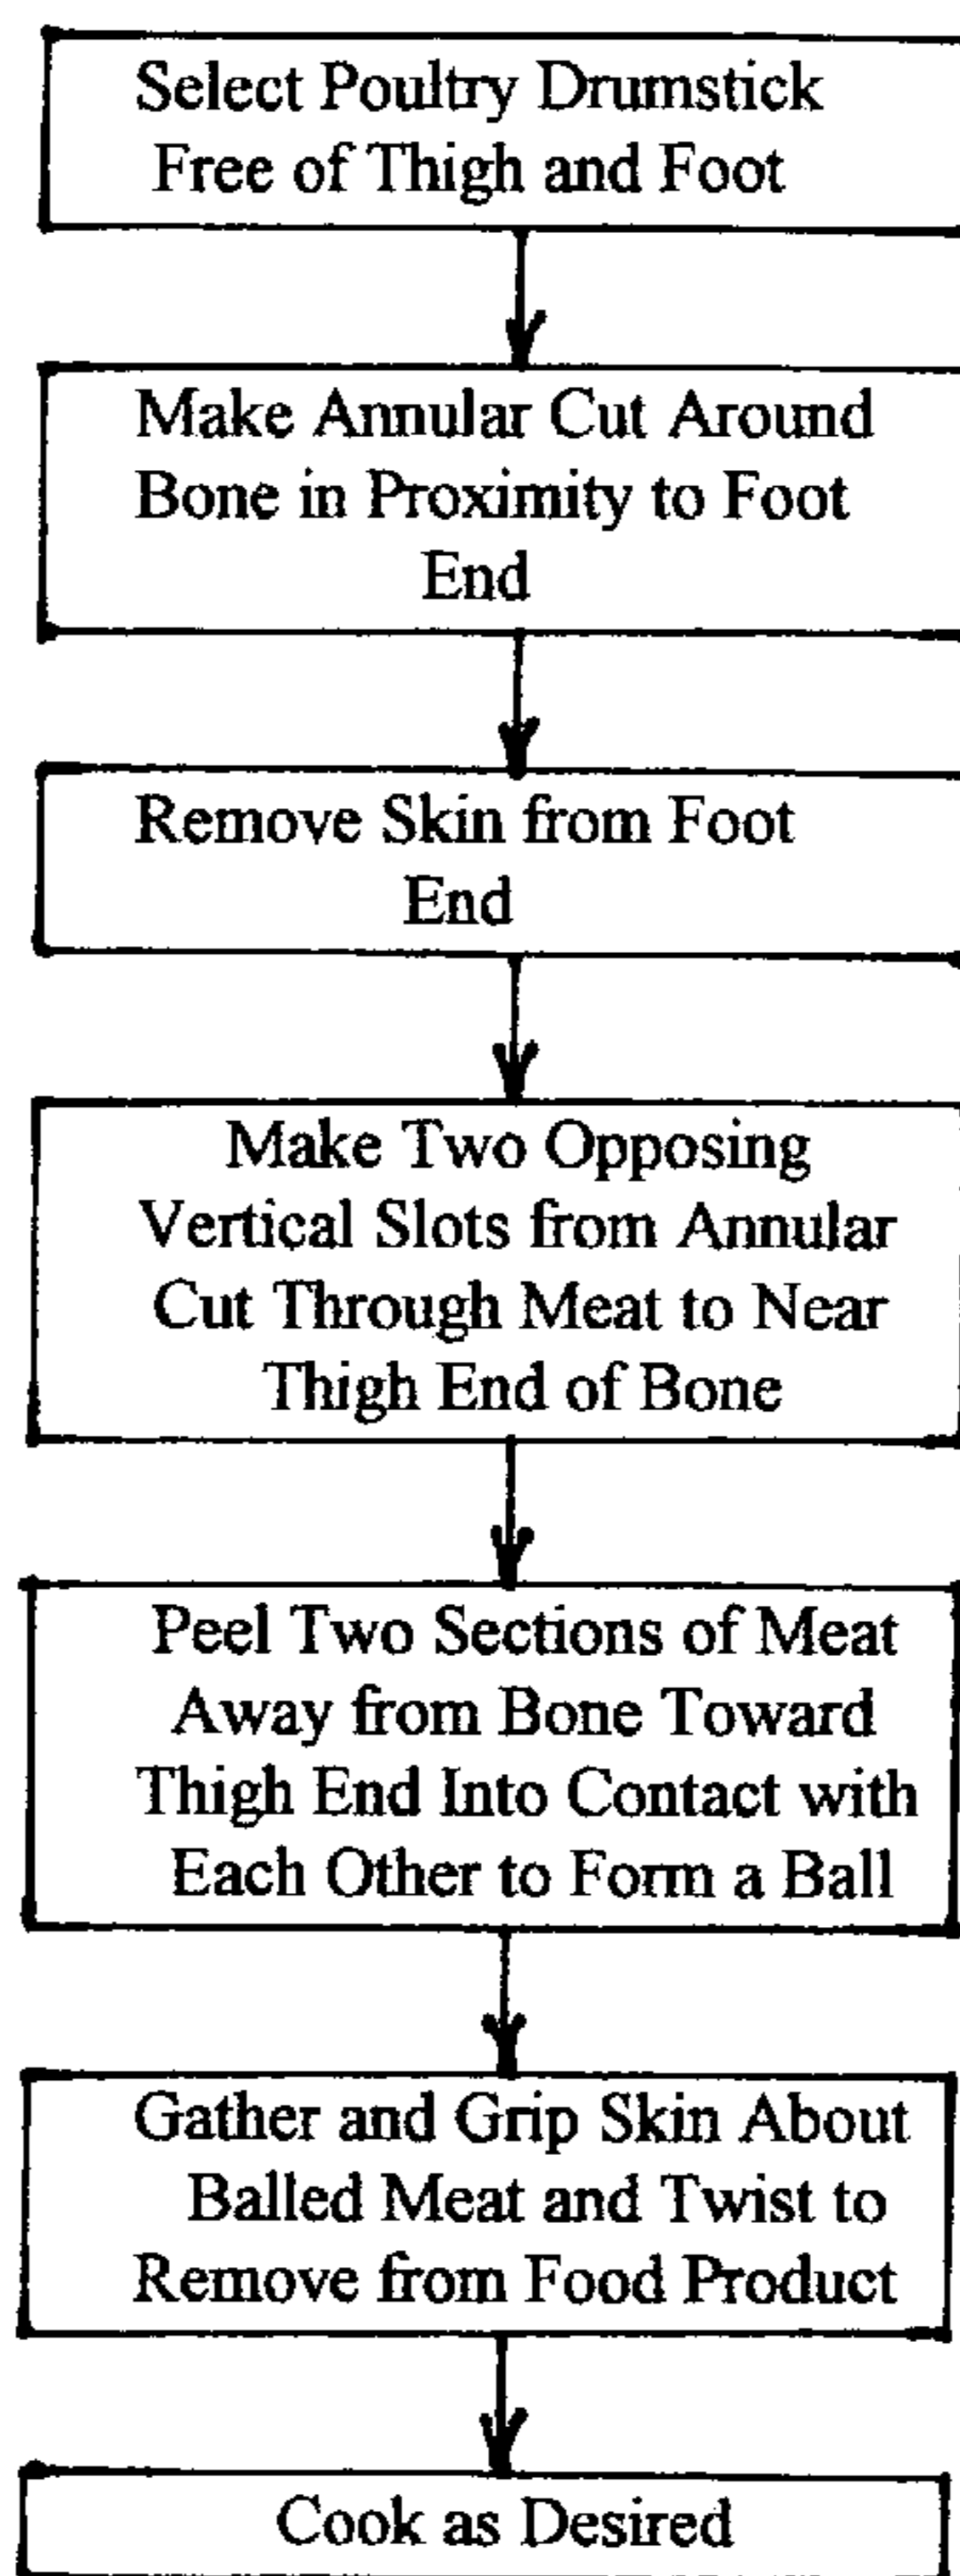 Select Poultry Drumstick
Free of Thigh and Foot
Make Annular Cut Around
Bone in Proximity to Foot
End
Remove Skin from Foot
End
Make Two Opposing
Vertical Slots from Annular
Cut Through Meat to Near
Thigh End of Bone
Peel Two Sections of Meat
Away from Bone Toward
Thigh End Into Contact with
Each Other to Form a Ball
Gather and Grip Skin About
Balled Meat and Twist to
Remove from Food Product
Cook as Desired